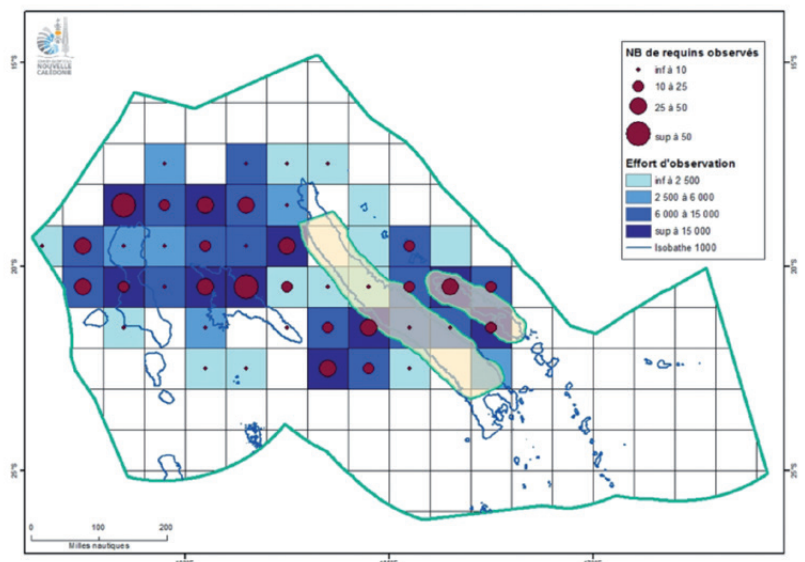 NOUVELLE
CALÉDONIE
15°S
15°S
NB de requins observés
inf à 10
10 à 25
25 à 50
sup à 50
Effort d'observation
inf à 2 500
2 500 à 6 000
6 000 à 15 000
sup à 15 000
Isobathe 1000
20°S
20°S
25°S
25°S
0
100
200
Milles nautiques